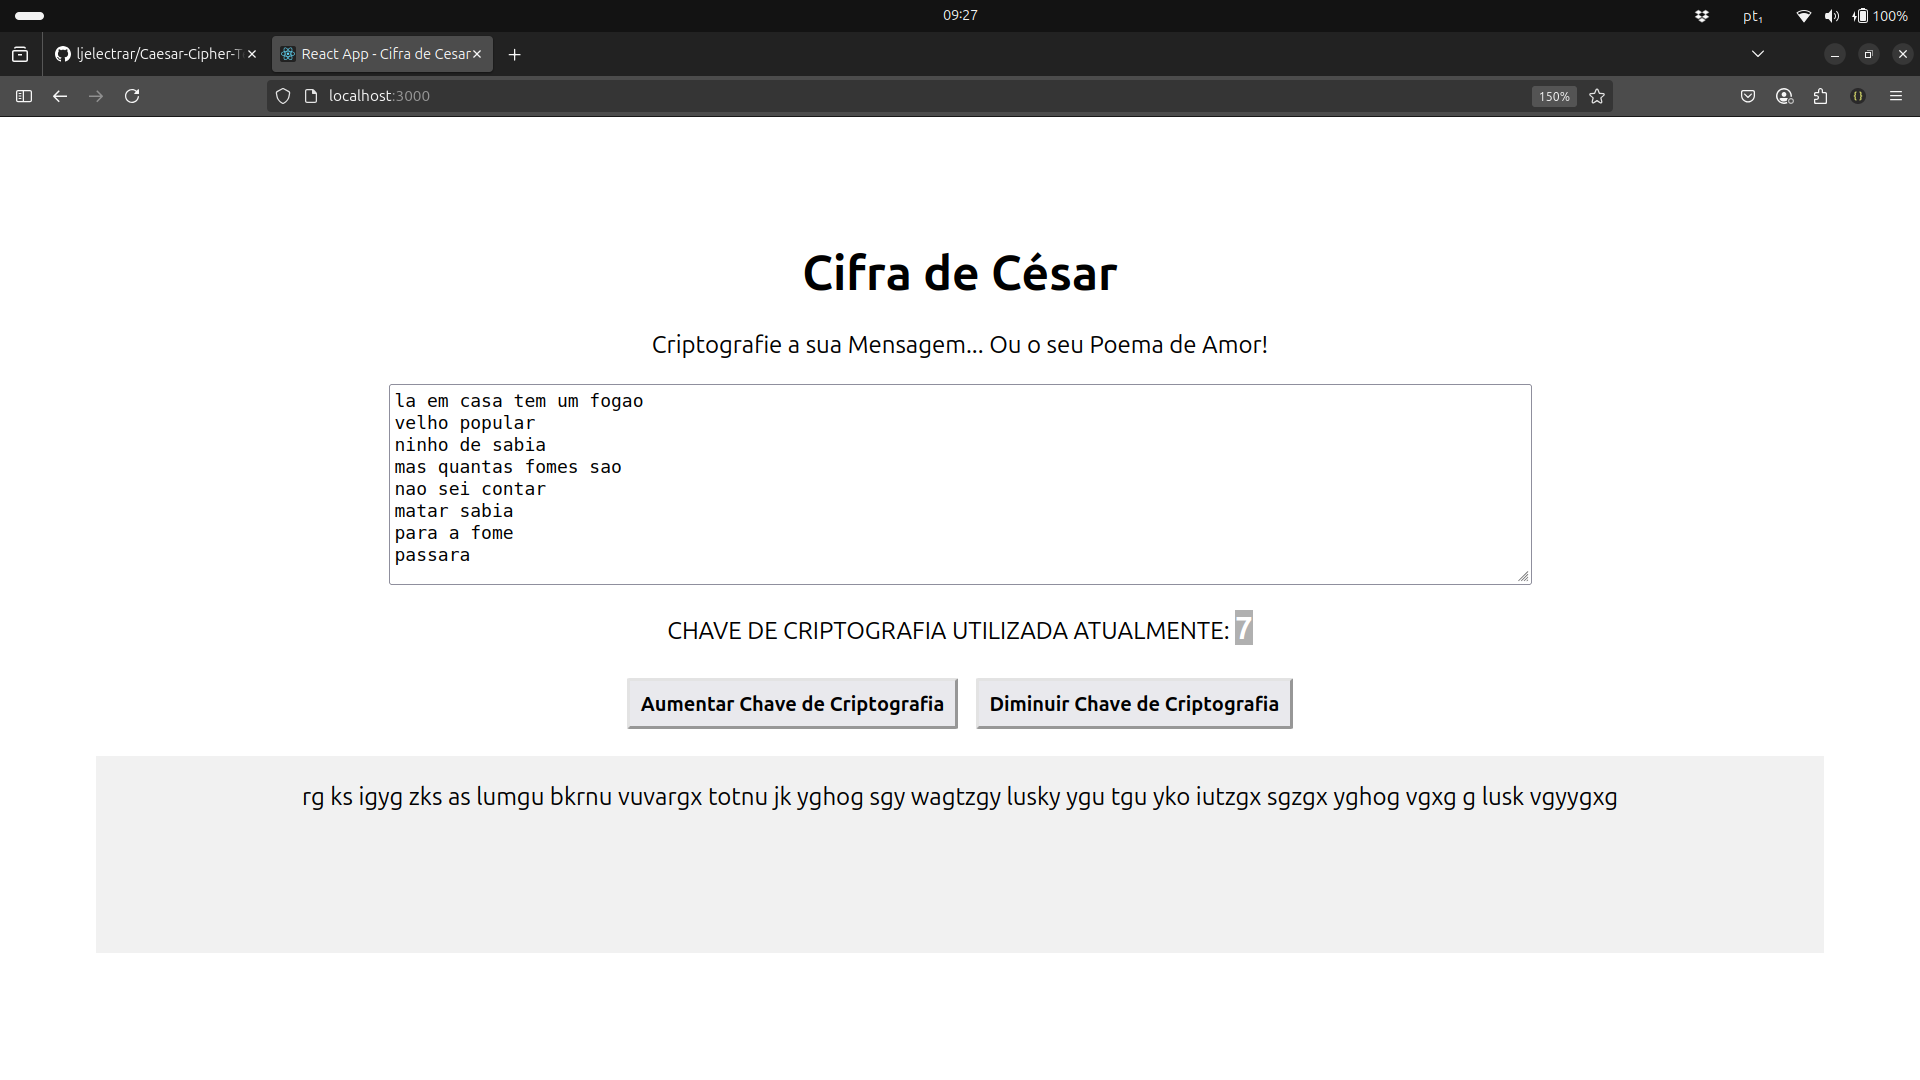 09:27
pt₁
100%
ljelectrar/Caesar-Cipher-T
React App - Cifra de Cesar
localhost:3000
150%
Cifra de César
Criptografie a sua Mensagem... Ou o seu Poema de Amor!
la em casa tem um fogao
velho popular
ninho de sabia
mas quantas fomes sao
nao sei contar
matar sabia
para a fome
passara
CHAVE DE CRIPTOGRAFIA UTILIZADA ATUALMENTE: 7
Aumentar Chave de Criptografia
Diminuir Chave de Criptografia
rg ks igyg zks as lumgu bkrnu vuvargx totnu jk yghog sgy wagtzgy lusky ygu tgu yko iutzgx sgzgx yghog vgxg g lusk vgyygxg